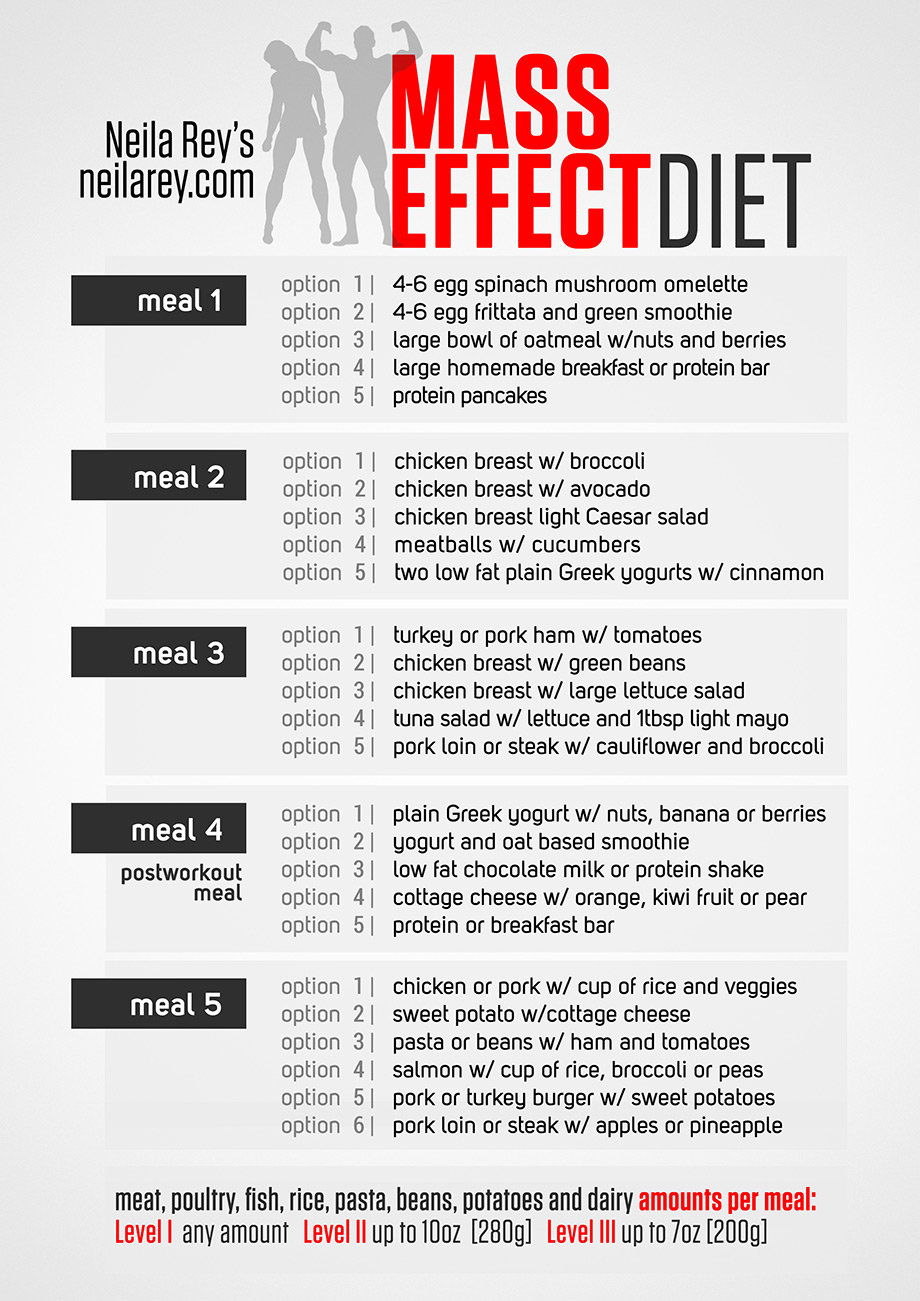 Neila Rey's
neilarey.com
MASS
EFFECTDIET
meal 1
option 1 | 4-6 egg spinach mushroom omelette
option 2 | 4-6 egg frittata and green smoothie
option 3 | large bowl of oatmeal w/nuts and berries
option 4 | large homemade breakfast or protein bar
option 5 | protein pancakes
meal 2
option 1 | chicken breast w/ broccoli
option 2 | chicken breast w/ avocado
option 3 | chicken breast light Caesar salad
option 4 | meatballs w/ cucumbers
option 5 | two low fat plain Greek yogurts w/ cinnamon
meal 3
option 1 | turkey or pork ham w/ tomatoes
option 2 | chicken breast w/ green beans
option 3 | chicken breast w/ large lettuce salad
option 4 | tuna salad w/ lettuce and 1tbsp light mayo
option 5 | pork loin or steak w/ cauliflower and broccoli
meal 4
postworkout
meal
option 1 | plain Greek yogurt w/ nuts, banana or berries
option 2 | yogurt and oat based smoothie
option 3 | low fat chocolate milk or protein shake
option 4 | cottage cheese w/ orange, kiwi fruit or pear
option 5 | protein or breakfast bar
meal 5
option 1 | chicken or pork w/ cup of rice and veggies
option 2 | sweet potato w/cottage cheese
option 3 | pasta or beans w/ ham and tomatoes
option 4 | salmon w/ cup of rice, broccoli or peas
option 5 | pork or turkey burger w/ sweet potatoes
option 6 | pork loin or steak w/ apples or pineapple
meat, poultry, fish, rice, pasta, beans, potatoes and dairy amounts per meal:
Level I any amount Level II up to 10oz [280g] Level III up to 7oz [200g]